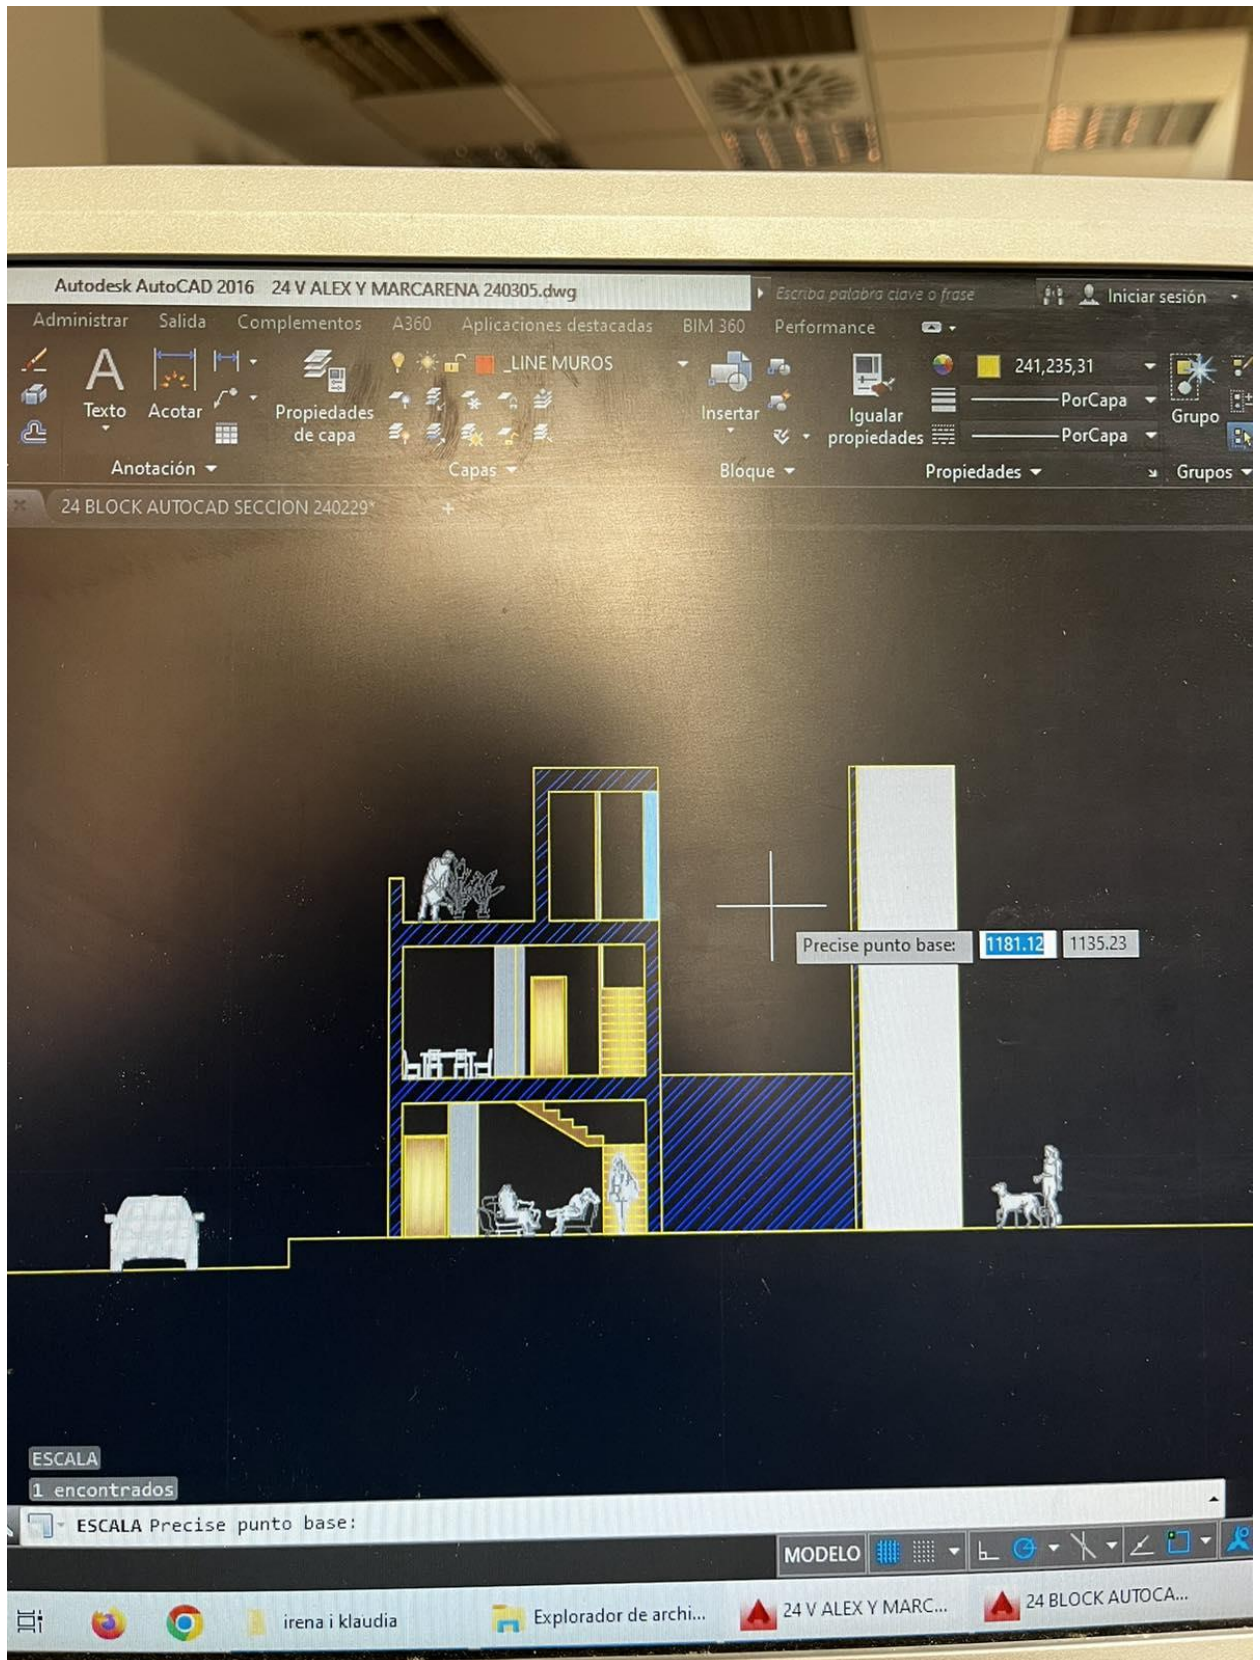 Autodesk AutoCAD 2016 24 V ALEX Y MARCARENA 240305.dwg
Escriba palabra clave o frase
Iniciar sesión
Administrar Salida Complementos A360 Aplicaciones destacadas BIM 360 Performance
_LINE MUROS
241,235,31
PorCapa
PorCapa
Texto
Acotar
Propiedades
de capa
Insertar
Igualar
propiedades
Grupo
Anotación
Capas
Bloque
Propiedades
Grupos
24 BLOCK AUTOCAD SECCION 240229*
Precise punto base: 1181.12 1135.23
ESCALA
1 encontrados
ESCALA Precise punto base:
MODELO
irena i klaudia
Explorador de archi...
24 V ALEX Y MARC...
24 BLOCK AUTOCA...